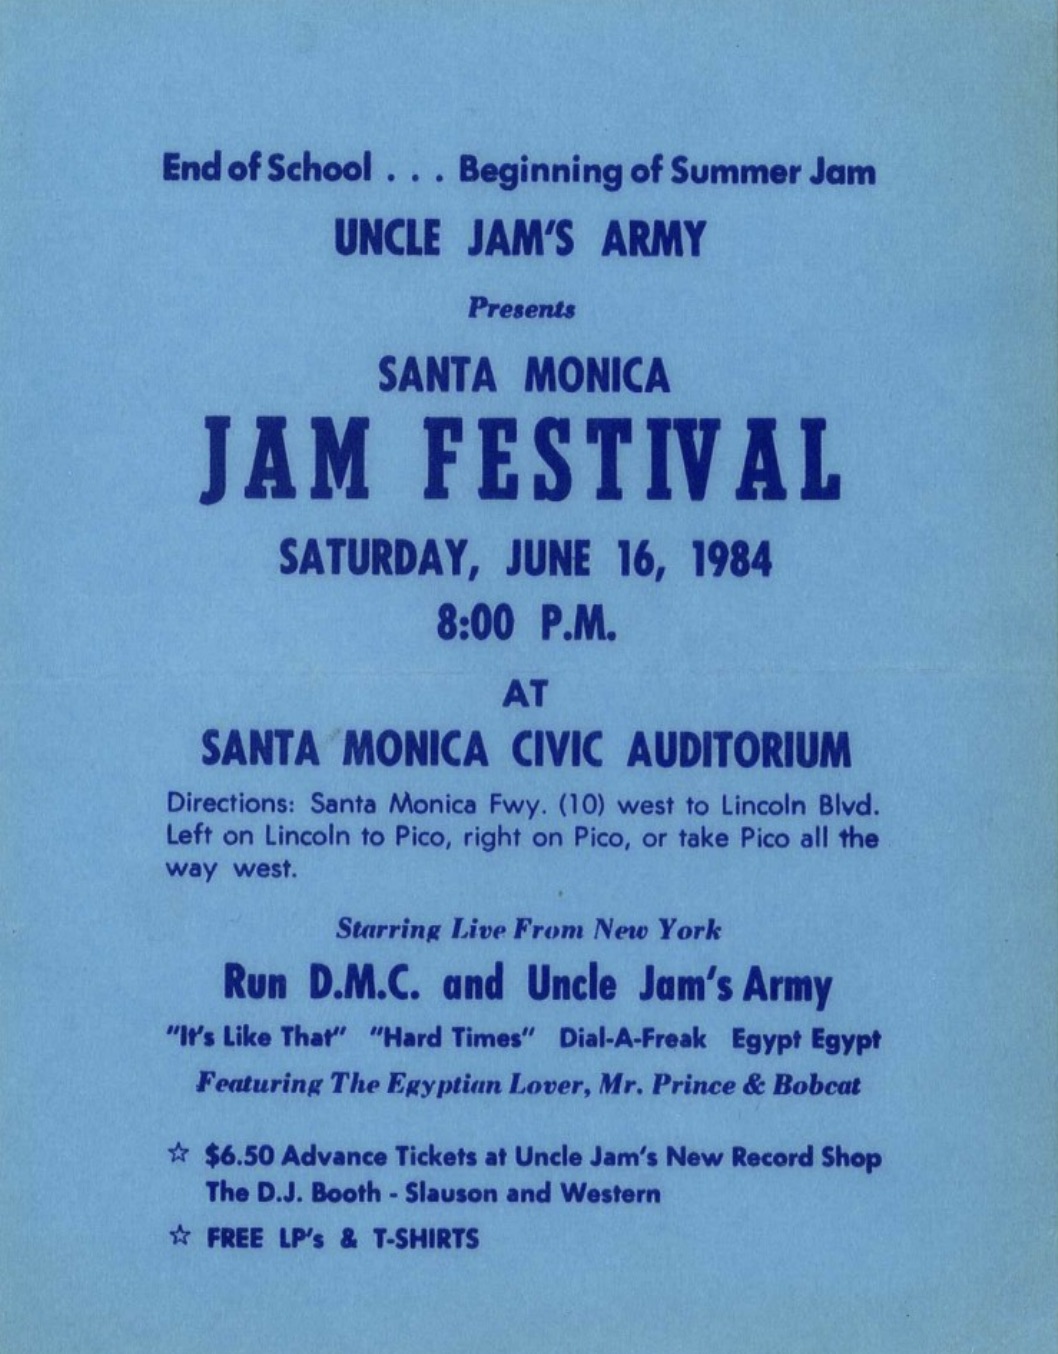 End of School . . . Beginning of Summer Jam
UNCLE JAM'S ARMY
Presents
SANTA MONICA
JAM FESTIVAL
SATURDAY, JUNE 16, 1984
8:00 P.M.
AT
SANTA MONICA CIVIC AUDITORIUM
Directions: Santa Monica Fwy. (10) west to Lincoln Blvd.
Left on Lincoln to Pico, right on Pico, or take Pico all the
way west.
Starring Live From New York
Run D.M.C. and Uncle Jam's Army
"It's Like That" "Hard Times" Dial-A-Freak Egypt Egypt
Featuring The Egyptian Lover, Mr. Prince & Bobcat
☆ $6.50 Advance Tickets at Uncle Jam's New Record Shop
The D.J. Booth - Slauson and Western
☆ FREE LP's & T-SHIRTS